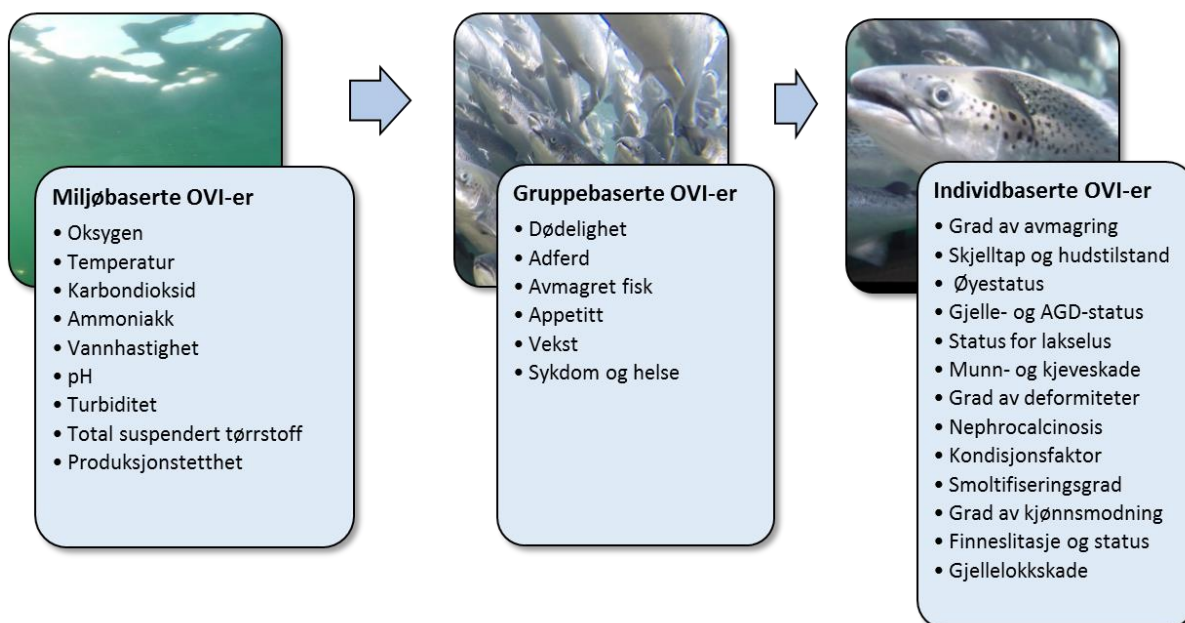 Miljøbaserte OVI-er
• Oksygen
• Temperatur
• Karbondioksid
• Ammoniakk
• Vannhastighet
• pH
• Turbiditet
• Total suspendert tørrstoff
• Produksjonstetthet
Gruppebaserte OVI-er
• Dødelighet
• Adferd
• Avmagret fisk
• Appetitt
• Vekst
• Sykdom og helse
Individbaserte OVI-er
• Grad av avmagring
• Skjelltap og hudstilstand
• Øyestatus
• Gjelle- og AGD-status
• Status for lakselus
• Munn- og kjeveskade
• Grad av deformiteter
• Nephrocalcinosis
• Kondisjonsfaktor
• Smoltifiseringsgrad
• Grad av kjønnsmodning
• Finneslitasje og status
• Gjellelokkskade